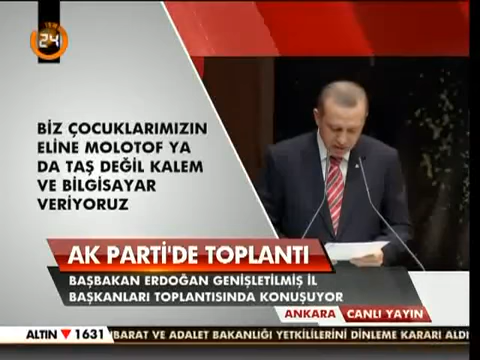 24
BİZ ÇOCUKLARIMIZIN
ELİNE MOLOTOF YA
DA TAŞ DEĞİL KALEM
VE BİLGİSAYAR
VERİYORUZ
AK PARTİ'DE TOPLANTI
BAŞBAKAN ERDOĞAN GENİŞLETİLMİŞ İL
BAŞKANLARI TOPLANTISINDA KONUŞUYOR
ANKARA CANLI YAYIN
ALTIN 1631 BARAT VE ADALET BAKANLIĞI YETKİLİLERİNİ DİNLEME KARARI ALDI